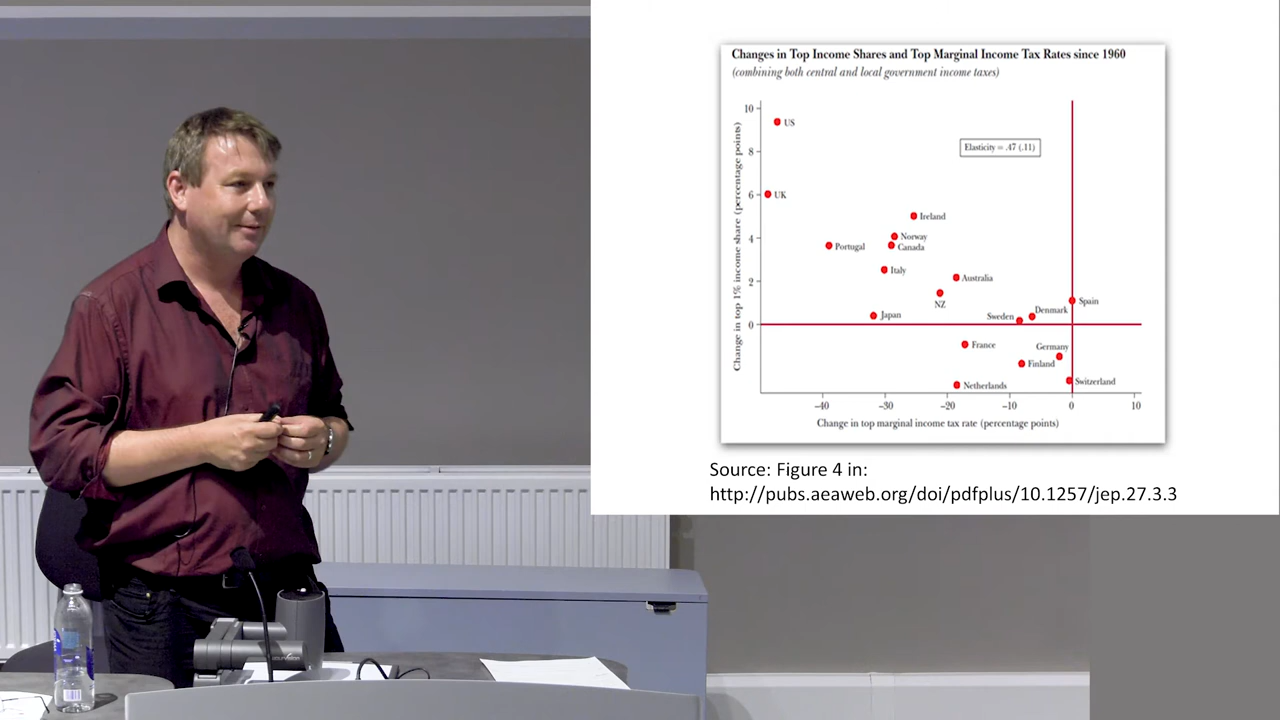 Changes in Top Income Shares and Top Marginal Income Tax Rates since 1960
(combining both central and local government income taxes)
Change in top 1% income share (percentage points)
10
8
6
4
2
0
US
Elasticity = .47 (.11)
UK
Ireland
Norway
Portugal
Canada
Italy
Australia
NZ
Spain
Japan
Sweden
Denmark
France
Germany
Finland
Switzerland
Netherlands
−40 −30 −20 −10 0 10
Change in top marginal income tax rate (percentage points)
Source: Figure 4 in:
http://pubs.aeaweb.org/doi/pdfplus/10.1257/jep.27.3.3